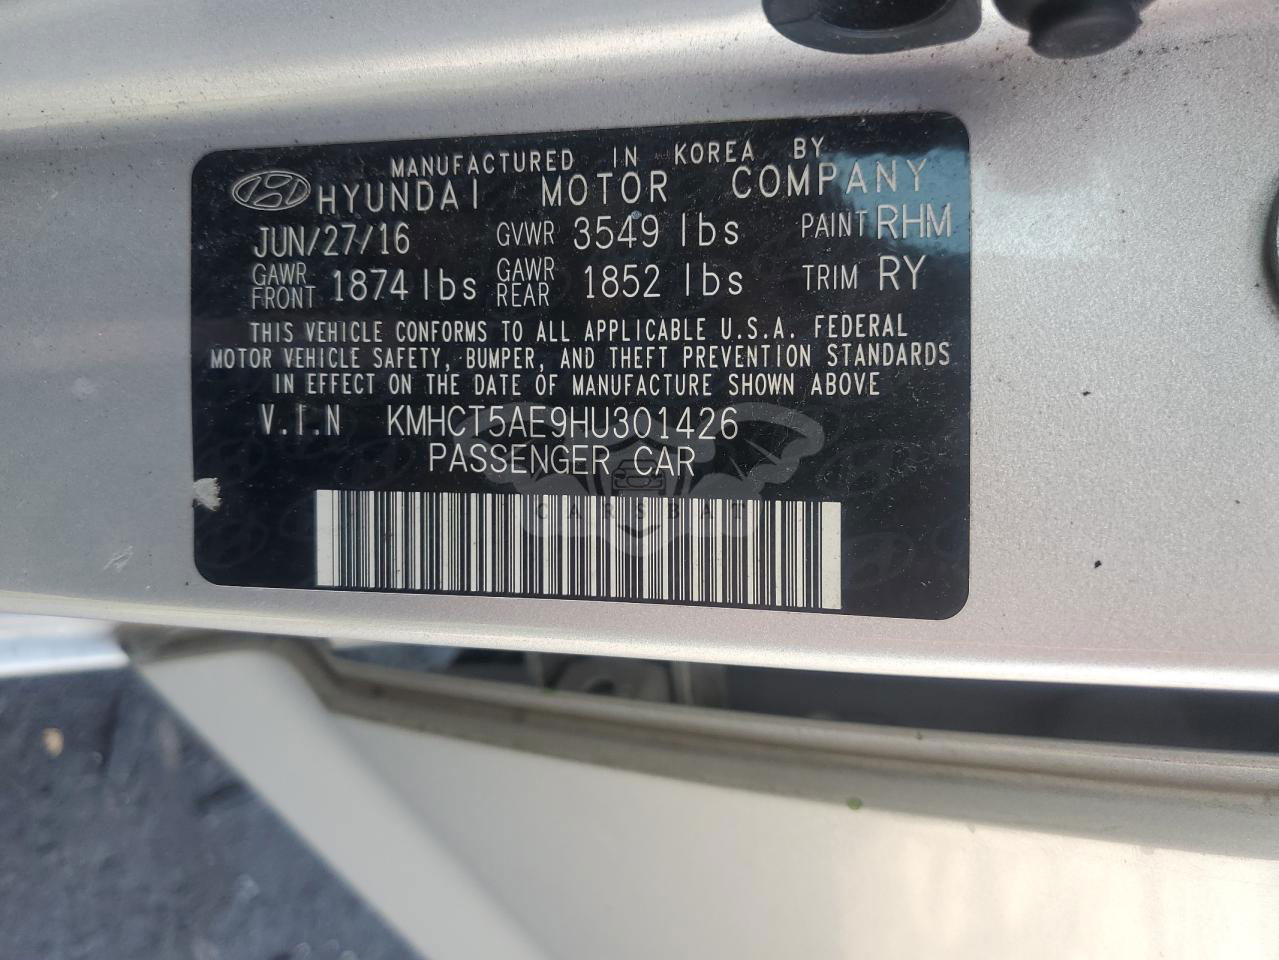 MANUFACTURED IN KOREA BY
HYUNDAI MOTOR COMPANY
JUN/27/16 GVWR 3549 lbs PAINT RHM
GAWR FRONT 1874 lbs GAWR REAR 1852 lbs TRIM RY
THIS VEHICLE CONFORMS TO ALL APPLICABLE U.S.A. FEDERAL
MOTOR VEHICLE SAFETY, BUMPER, AND THEFT PREVENTION STANDARDS
IN EFFECT ON THE DATE OF MANUFACTURE SHOWN ABOVE
V.I.N KMHCT5AE9HU301426
PASSENGER CAR
CARSBAT